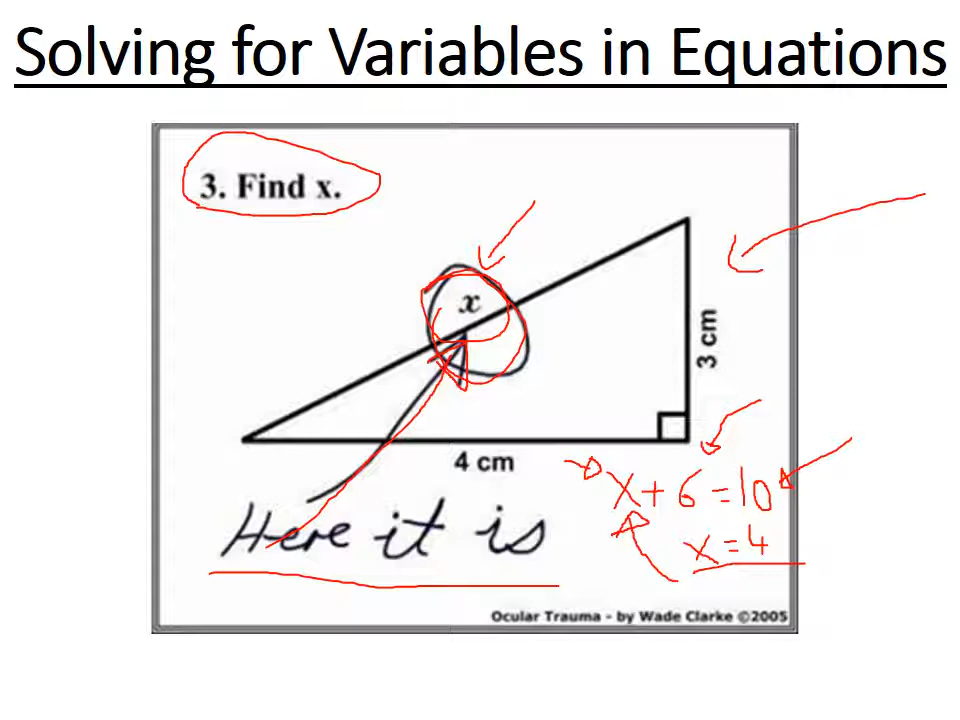 Solving for Variables in Equations
3. Find x.
x
3 cm
4 cm
x + 6 = 10
x = 4
Here it is
Ocular Trauma - by Wade Clarke ©2005